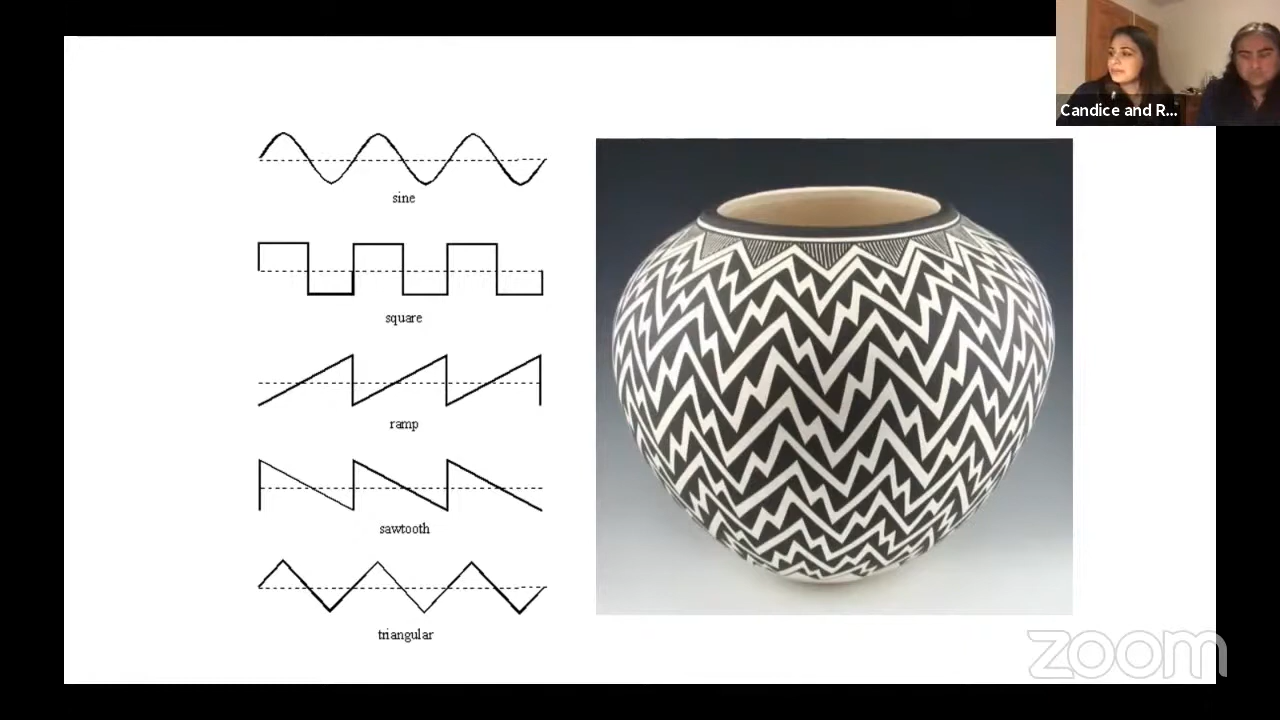 Candice and R...
sine
square
ramp
sawtooth
triangular
zoom